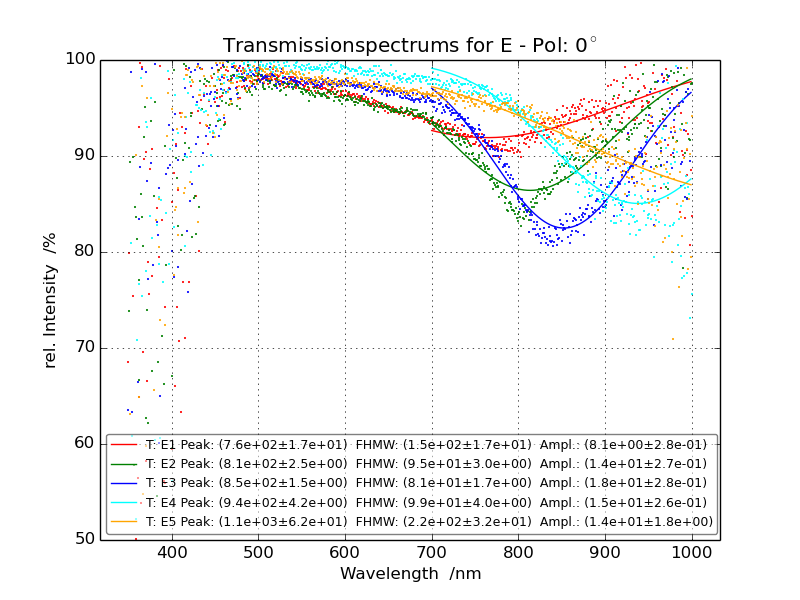 Transmissionspectrums for E - Pol: 0°
100
90
80
70
60
50
rel. Intensity /%
T: E1 Peak: (7.6e+02±1.7e+01) FHMW: (1.5e+02±1.7e+01) Ampl.: (8.1e+00±2.8e-01)
T: E2 Peak: (8.1e+02±2.5e+00) FHMW: (9.5e+01±3.0e+00) Ampl.: (1.4e+01±2.7e-01)
T: E3 Peak: (8.5e+02±1.5e+00) FHMW: (8.1e+01±1.7e+00) Ampl.: (1.8e+01±2.8e-01)
T: E4 Peak: (9.4e+02±4.2e+00) FHMW: (9.9e+01±4.0e+00) Ampl.: (1.5e+01±2.6e-01)
T: E5 Peak: (1.1e+03±6.2e+01) FHMW: (2.2e+02±3.2e+01) Ampl.: (1.4e+01±1.8e+00)
400 500 600 700 800 900 1000
Wavelength /nm